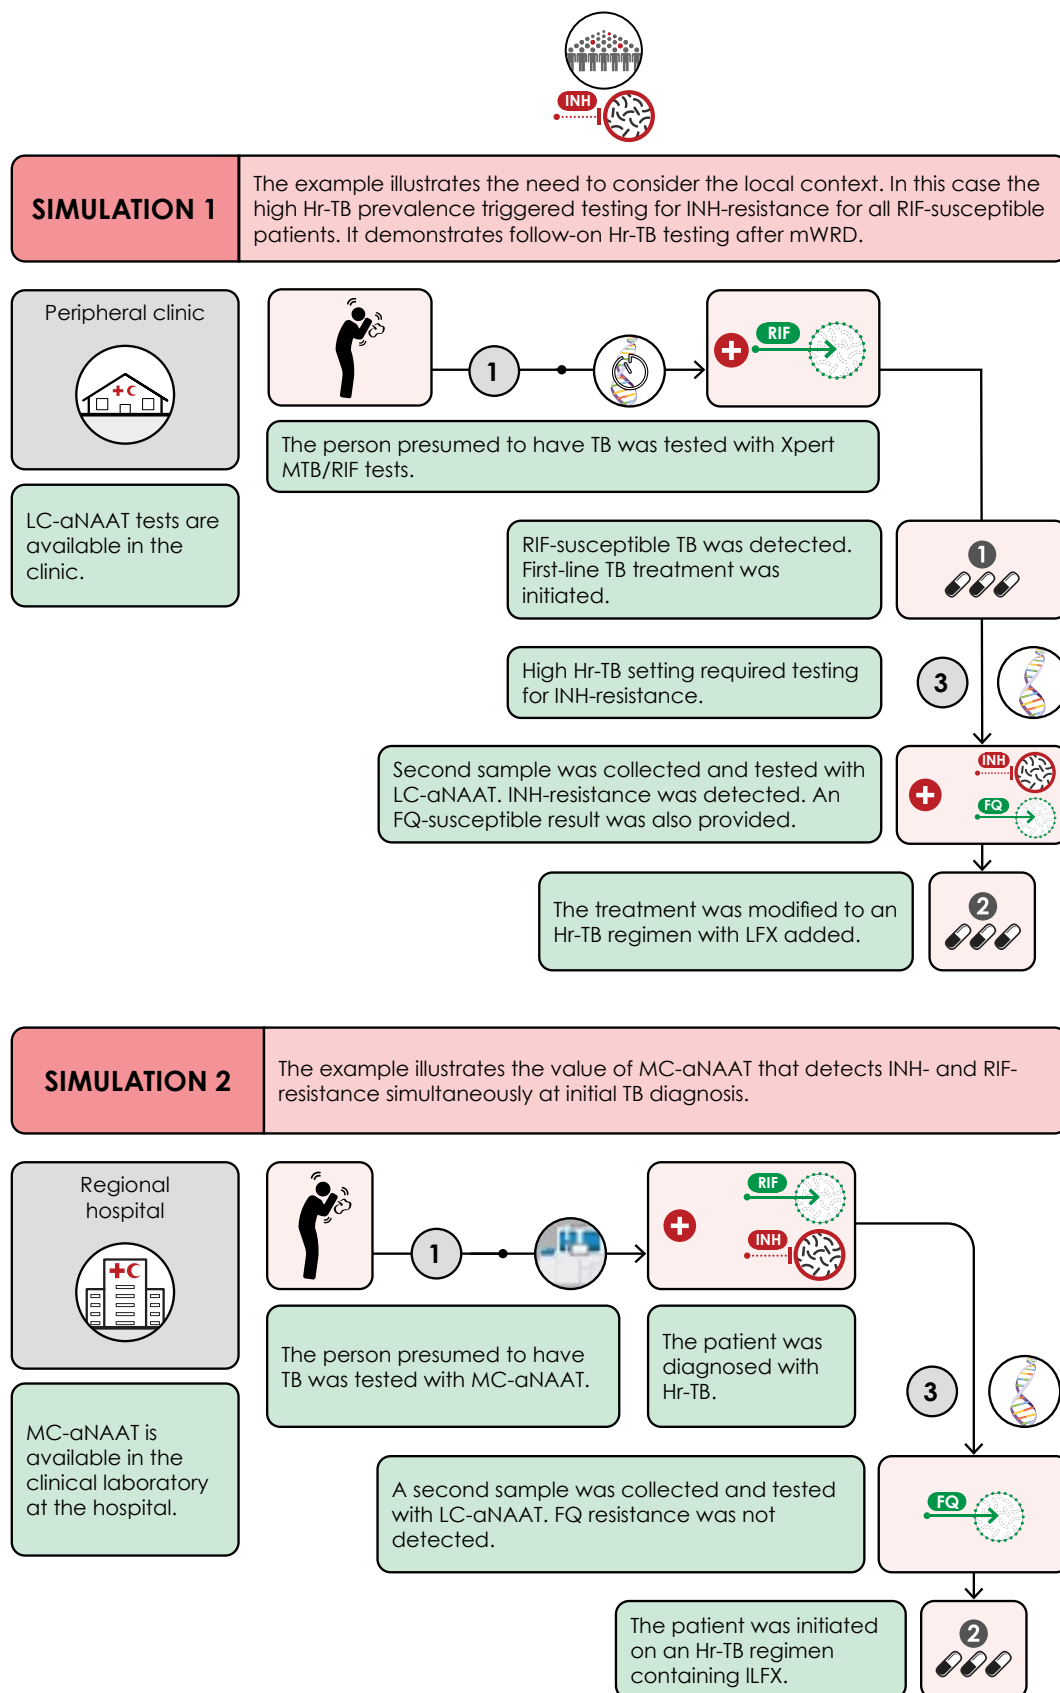 INH
SIMULATION 1
The example illustrates the need to consider the local context. In this case the
high Hr-TB prevalence triggered testing for INH-resistance for all RIF-susceptible
patients. It demonstrates follow-on Hr-TB testing after mWRD.
Peripheral clinic
LC-aNAAT tests are
available in the
clinic.
1
RIF
The person presumed to have TB was tested with Xpert
MTB/RIF tests.
RIF-susceptible TB was detected.
First-line TB treatment was
initiated.
1
High Hr-TB setting required testing
for INH-resistance.
3
Second sample was collected and tested with
LC-aNAAT. INH-resistance was detected. An
FQ-susceptible result was also provided.
INH
FQ
The treatment was modified to an
Hr-TB regimen with LFX added.
2
SIMULATION 2
The example illustrates the value of MC-aNAAT that detects INH- and RIF-
resistance simultaneously at initial TB diagnosis.
Regional
hospital
MC-aNAAT is
available in the
clinical laboratory
at the hospital.
1
RIF
INH
The person presumed to have
TB was tested with MC-aNAAT.
The patient was
diagnosed with
Hr-TB.
3
A second sample was collected and tested
with LC-aNAAT. FQ resistance was not
detected.
FQ
The patient was initiated
on an Hr-TB regimen
containing lLFX.
2